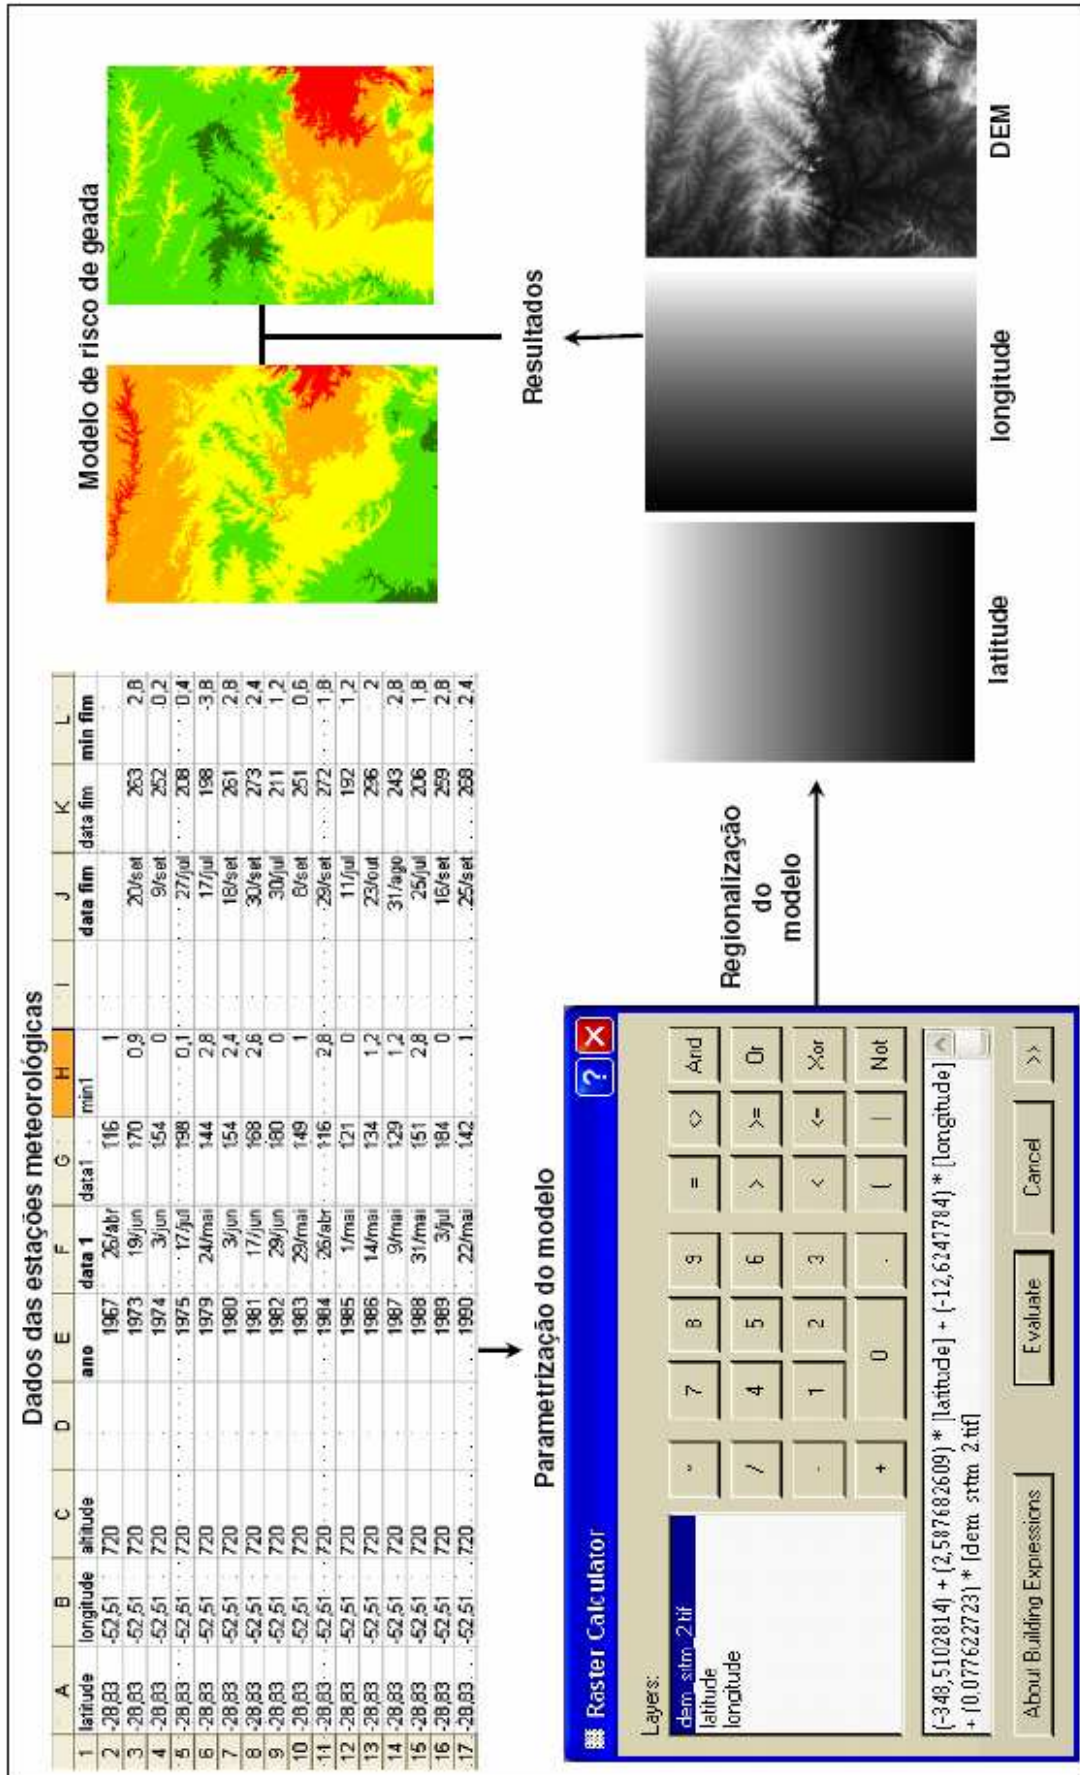 Dados das estações meteorológicas
A B C D E F G H I J K L
1 latitude longitude altitude ano data 1 data1 min1 data fim data fim min fim
2 -28,83 -52,51 720 1967 26/abr 116 1
3 -28,83 -52,51 720 1973 19/jun 170 0,9 20/set 263 2,8
4 -28,83 -52,51 720 1974 3/jun 154 0 9/set 252 0,2
5 -28,83 -52,51 720 1975 17/jul 198 0,1 27/jul 208 0,4
6 -28,83 -52,51 720 1979 24/mai 144 2,8 17/jul 198 -3,8
7 -28,83 -52,51 720 1980 3/jun 154 2,4 18/set 261 2,8
8 -28,83 -52,51 720 1981 17/jun 168 2,6 30/set 273 2,4
9 -28,83 -52,51 720 1982 29/jun 180 0 30/jul 211 1,2
10 -28,83 -52,51 720 1983 29/mai 149 1 8/set 251 0,6
11 -28,83 -52,51 720 1984 26/abr 116 2,8 29/set 272 1,8
12 -28,83 -52,51 720 1985 1/mai 121 0 11/jul 192 1,2
13 -28,83 -52,51 720 1986 14/mai 134 1,2 23/out 296 2
14 -28,83 -52,51 720 1987 9/mai 129 1,2 31/ago 243 2,8
15 -28,83 -52,51 720 1988 31/mai 151 2,8 25/jul 206 1,8
16 -28,83 -52,51 720 1989 3/jul 184 0 16/set 259 2,8
17 -28,83 -52,51 720 1990 22/mai 142 1 25/set 268 2,4
Modelo de risco de geada
Resultados
Parametrização do modelo
Raster Calculator
? X
Layers:
dem_srtm_2.tif
latitude
longitude
* 7 8 9 = <> And
/ 4 5 6 > >= Or
- 1 2 3 < <= Xor
+ 0 . ( ) Not
(-348,5102814) + (2,587682609) * [latitude] + (-12,6247784) * [longitude]
+ (0,077622723) * [dem_srtm_2.tif]
About Building Expressions Evaluate Cancel >>
Regionalização
do
modelo
latitude
longitude
DEM